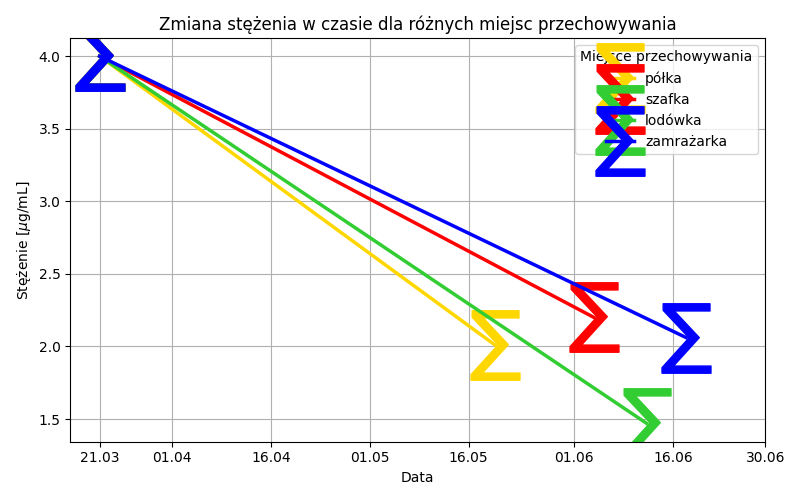 Zmiana stężenia w czasie dla różnych miejsc przechowywania
Stężenie [μg/mL]
4.0
3.5
3.0
2.5
2.0
1.5
Miejsce przechowywania
półka
szafka
lodówka
zamrażarka
21.03 01.04 16.04 01.05 16.05 01.06 16.06 30.06
Data